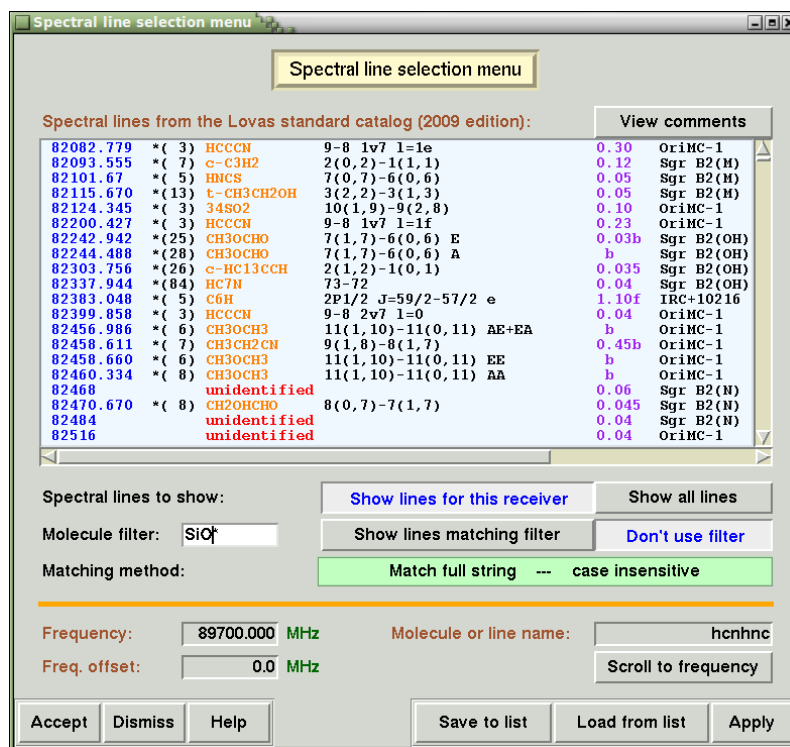 Spectral line selection menu
Spectral line selection menu
Spectral lines from the Lovas standard catalog (2009 edition): View comments
82082.779 *( 3) HCCCN 9-8 1v7 l=1e 0.30 OriMC-1
82093.555 *( 7) c-C3H2 2(0,2)-1(1,1) 0.12 Sgr B2(M)
82101.67 *( 5) HNCS 7(0,7)-6(0,6) 0.05 Sgr B2(M)
82115.670 *(13) t-CH3CH2OH 3(2,2)-3(1,3) 0.05 Sgr B2(M)
82124.345 *( 3) 34SO2 10(1,9)-9(2,8) 0.10 OriMC-1
82200.427 *( 3) HCCCN 9-8 1v7 l=1f 0.23 OriMC-1
82242.942 *(25) CH3OCHO 7(1,7)-6(0,6) E 0.03b Sgr B2(OH)
82244.488 *(28) CH3OCHO 7(1,7)-6(0,6) A b Sgr B2(OH)
82303.756 *(26) c-HC13CCH 2(1,2)-1(0,1) 0.035 Sgr B2(OH)
82337.944 *(84) HC7N 73-72 0.04 Sgr B2(OH)
82383.048 *( 5) C6H 2P1/2 J=59/2-57/2 e 1.10f IRC+10216
82399.858 *( 3) HCCCN 9-8 2v7 l=0 0.04 OriMC-1
82456.986 *( 6) CH3OCH3 11(1,10)-11(0,11) AE+EA b OriMC-1
82458.611 *( 7) CH3CH2CN 9(1,8)-8(1,7) 0.45b OriMC-1
82458.660 *( 6) CH3OCH3 11(1,10)-11(0,11) EE b OriMC-1
82460.334 *( 8) CH3OCH3 11(1,10)-11(0,11) AA b OriMC-1
82468 unidentified 0.06 Sgr B2(N)
82470.670 *( 8) CH2OHCHO 8(0,7)-7(1,7) 0.045 Sgr B2(N)
82484 unidentified 0.04 Sgr B2(N)
82516 unidentified 0.04 OriMC-1
Spectral lines to show: Show lines for this receiver Show all lines
Molecule filter: SiO* Show lines matching filter Don't use filter
Matching method: Match full string --- case insensitive
Frequency: 89700.000 MHz Molecule or line name: hcnhnc
Freq. offset: 0.0 MHz Scroll to frequency
Accept Dismiss Help Save to list Load from list Apply